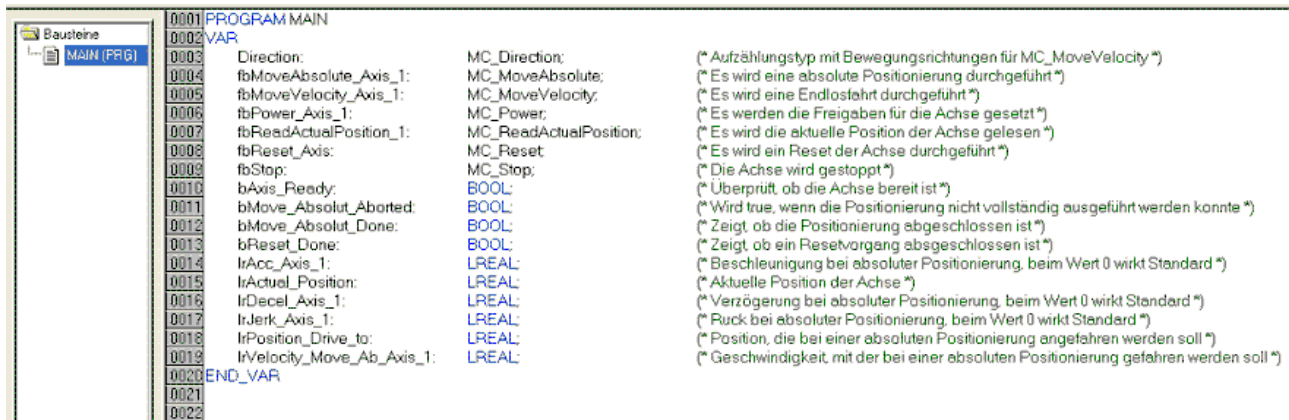 Bausteine
MAIN (PRG)
0001 PROGRAM MAIN
0002 VAR
0003 Direction: MC_Direction; (* Aufzählungstyp mit Bewegungsrichtungen für MC_MoveVelocity *)
0004 fbMoveAbsolute_Axis_1: MC_MoveAbsolute; (* Es wird eine absolute Positionierung durchgeführt *)
0005 fbMoveVelocity_Axis_1: MC_MoveVelocity; (* Es wird eine Endlosfahrt durchgeführt *)
0006 fbPower_Axis_1: MC_Power; (* Es werden die Freigaben für die Achse gesetzt *)
0007 fbReadActualPosition_1: MC_ReadActualPosition; (* Es wird die aktuelle Position der Achse gelesen *)
0008 fbReset_Axis: MC_Reset; (* Es wird ein Reset der Achse durchgeführt *)
0009 fbStop: MC_Stop; (* Die Achse wird gestoppt *)
0010 bAxis_Ready: BOOL; (* Überprüft, ob die Achse bereit ist *)
0011 bMove_Absolut_Aborted: BOOL; (* Wird true, wenn die Positionierung nicht vollständig ausgeführt werden konnte *)
0012 bMove_Absolut_Done: BOOL; (* Zeigt, ob die Positionierung abgeschlossen ist *)
0013 bReset_Done: BOOL; (* Zeigt, ob ein Resetvorgang absgeschlossen ist *)
0014 lrAcc_Axis_1: LREAL; (* Beschleunigung bei absoluter Positionierung, beim Wert 0 wirkt Standard *)
0015 lrActual_Position: LREAL; (* Aktuelle Position der Achse *)
0016 lrDecel_Axis_1: LREAL; (* Verzögerung bei absoluter Positionierung, beim Wert 0 wirkt Standard *)
0017 lrJerk_Axis_1: LREAL; (* Ruck bei absoluter Positionierung, beim Wert 0 wirkt Standard *)
0018 lrPosition_Drive_to: LREAL; (* Position, die bei einer absoluten Positionierung angefahren werden soll *)
0019 lrVelocity_Move_Ab_Axis_1: LREAL; (* Geschwindigkeit, mit der bei einer absoluten Positionierung gefahren werden soll *)
0020 END_VAR
0021
0022